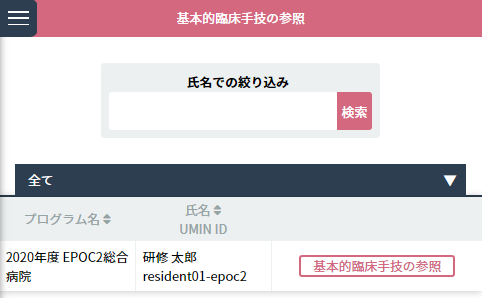 基本的臨床手技の参照
氏名での絞り込み
検索
全て ▼
プログラム名
氏名
UMIN ID
2020年度 EPOC2総合
病院
研修 太郎
resident01-epoc2
基本的臨床手技の参照